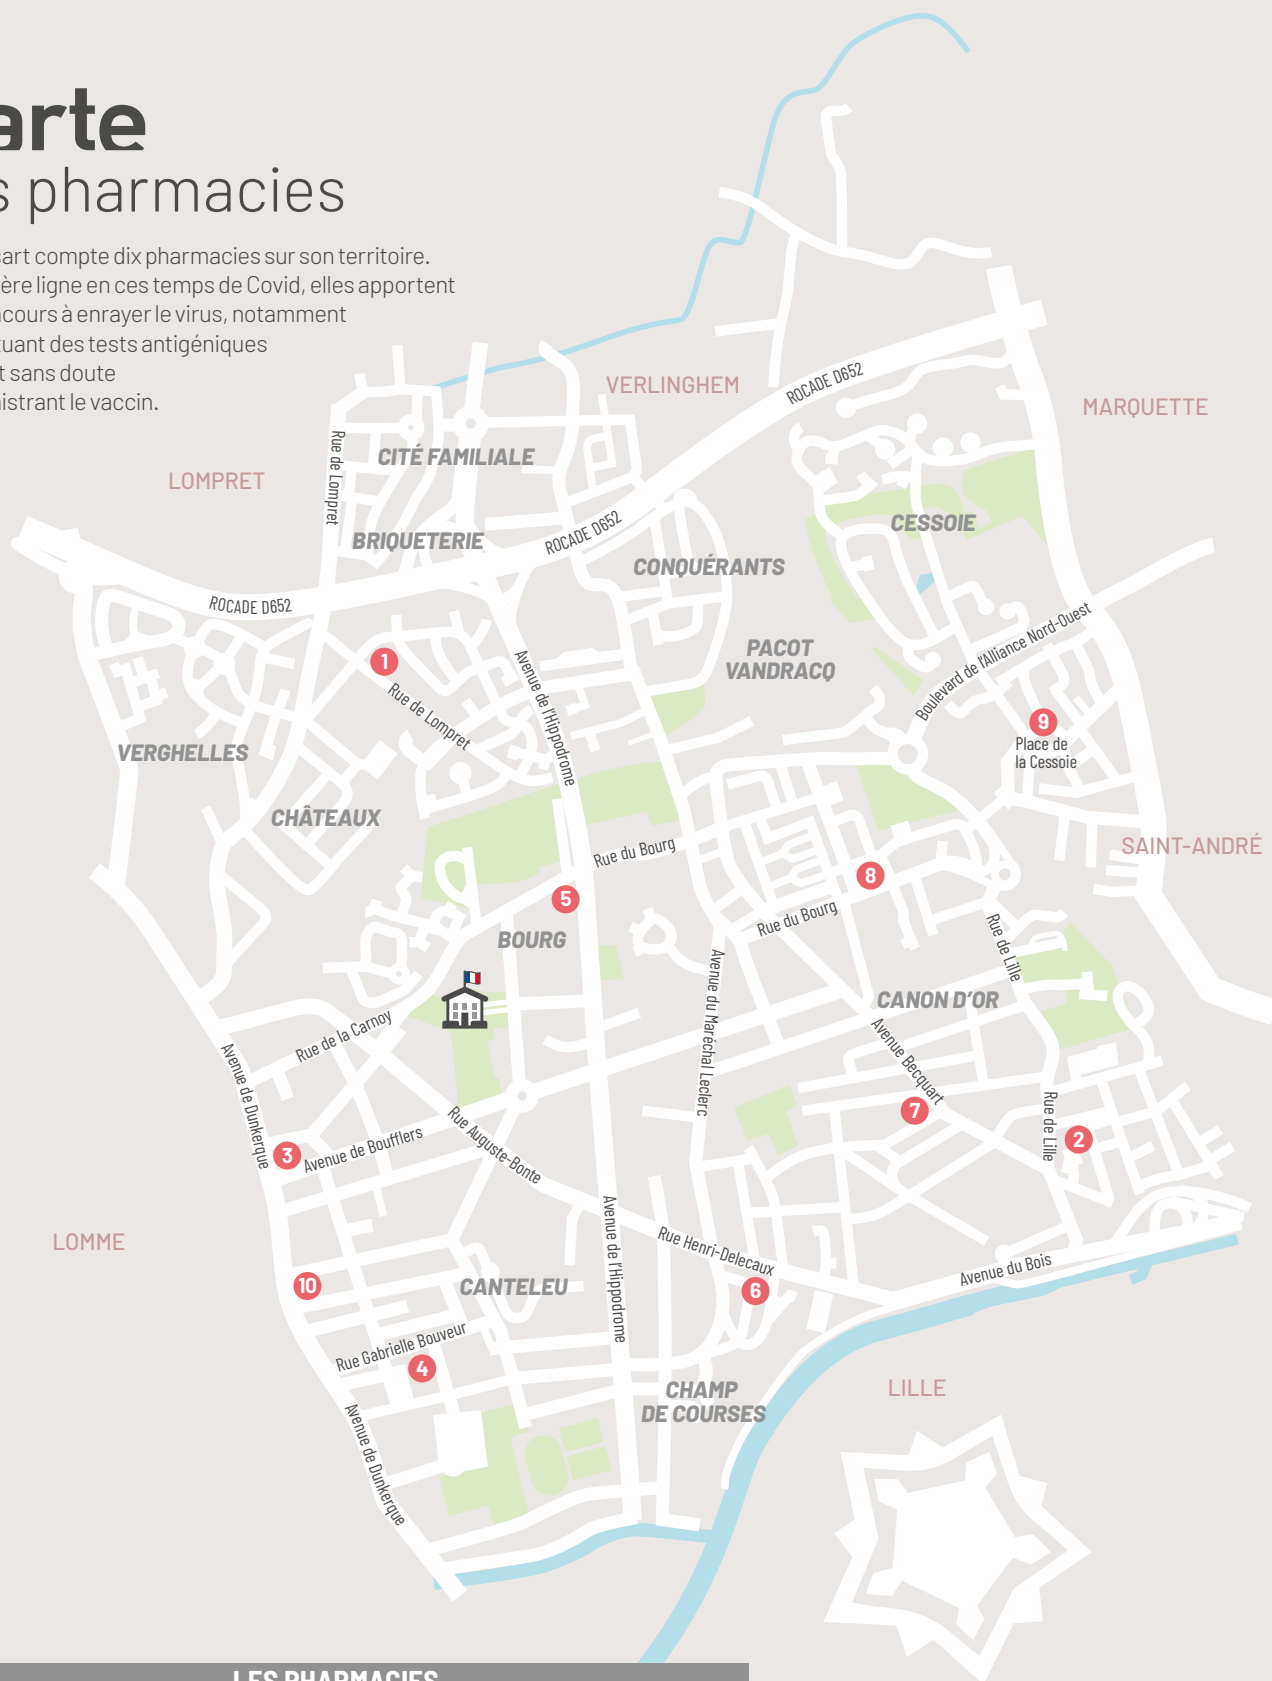 arte
s pharmacies
sart compte dix pharmacies sur son territoire.
ère ligne en ces temps de Covid, elles apportent
cours à enrayer le virus, notamment
tuant des tests antigéniques
t sans doute
istrant le vaccin.
VERLINGHEM
ROCADE D652
MARQUETTE
Rue de Lompret
CITÉ FAMILIALE
LOMPRET
BRIQUETERIE
ROCADE D652
CESSOIE
CONQUÉRANTS
ROCADE D652
Boulevard de l'Alliance Nord-Ouest
1
PACOT
VANDRACQ
Rue de Lompret
Avenue de l'Hippodrome
9
Place de
la Cessoie
VERGHELLES
CHÂTEAUX
Rue du Bourg
SAINT-ANDRÉ
8
5
Rue du Bourg
BOURG
Rue de Lille
Avenue du Maréchal Leclerc
CANON D'OR
Rue de la Carnoy
Avenue de Dunkerque
Avenue Becquart
7
Rue de Lille
2
Rue Auguste-Bonte
3
Avenue de Boufflers
LOMME
Avenue de l'Hippodrome
Rue Henri-Delecaux
Avenue du Bois
10
CANTELEU
6
Rue Gabrielle Bouveur
4
CHAMP
DE COURSES
LILLE
Avenue de Dunkerque
LES PHARMACIES